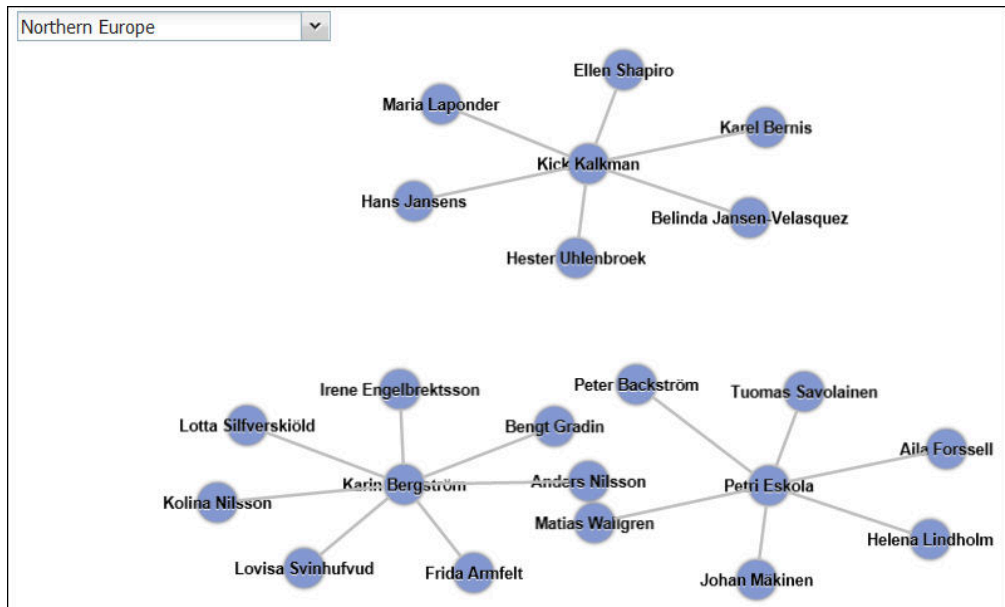 Northern Europe
Ellen Shapiro
Maria Laponder
Karel Bernis
Kick Kalkman
Hans Jansens
Belinda Jansen-Velasquez
Hester Uhlenbroek
Irene Engelbrektsson
Peter Backström
Tuomas Savolainen
Lotta Silfverskiöld
Bengt Gradin
Aila Forssell
Karin Bergström
Anders Nilsson
Petri Eskola
Kolina Nilsson
Matias Wallgren
Helena Lindholm
Lovisa Svinhufvud
Frida Armfelt
Johan Mäkinen